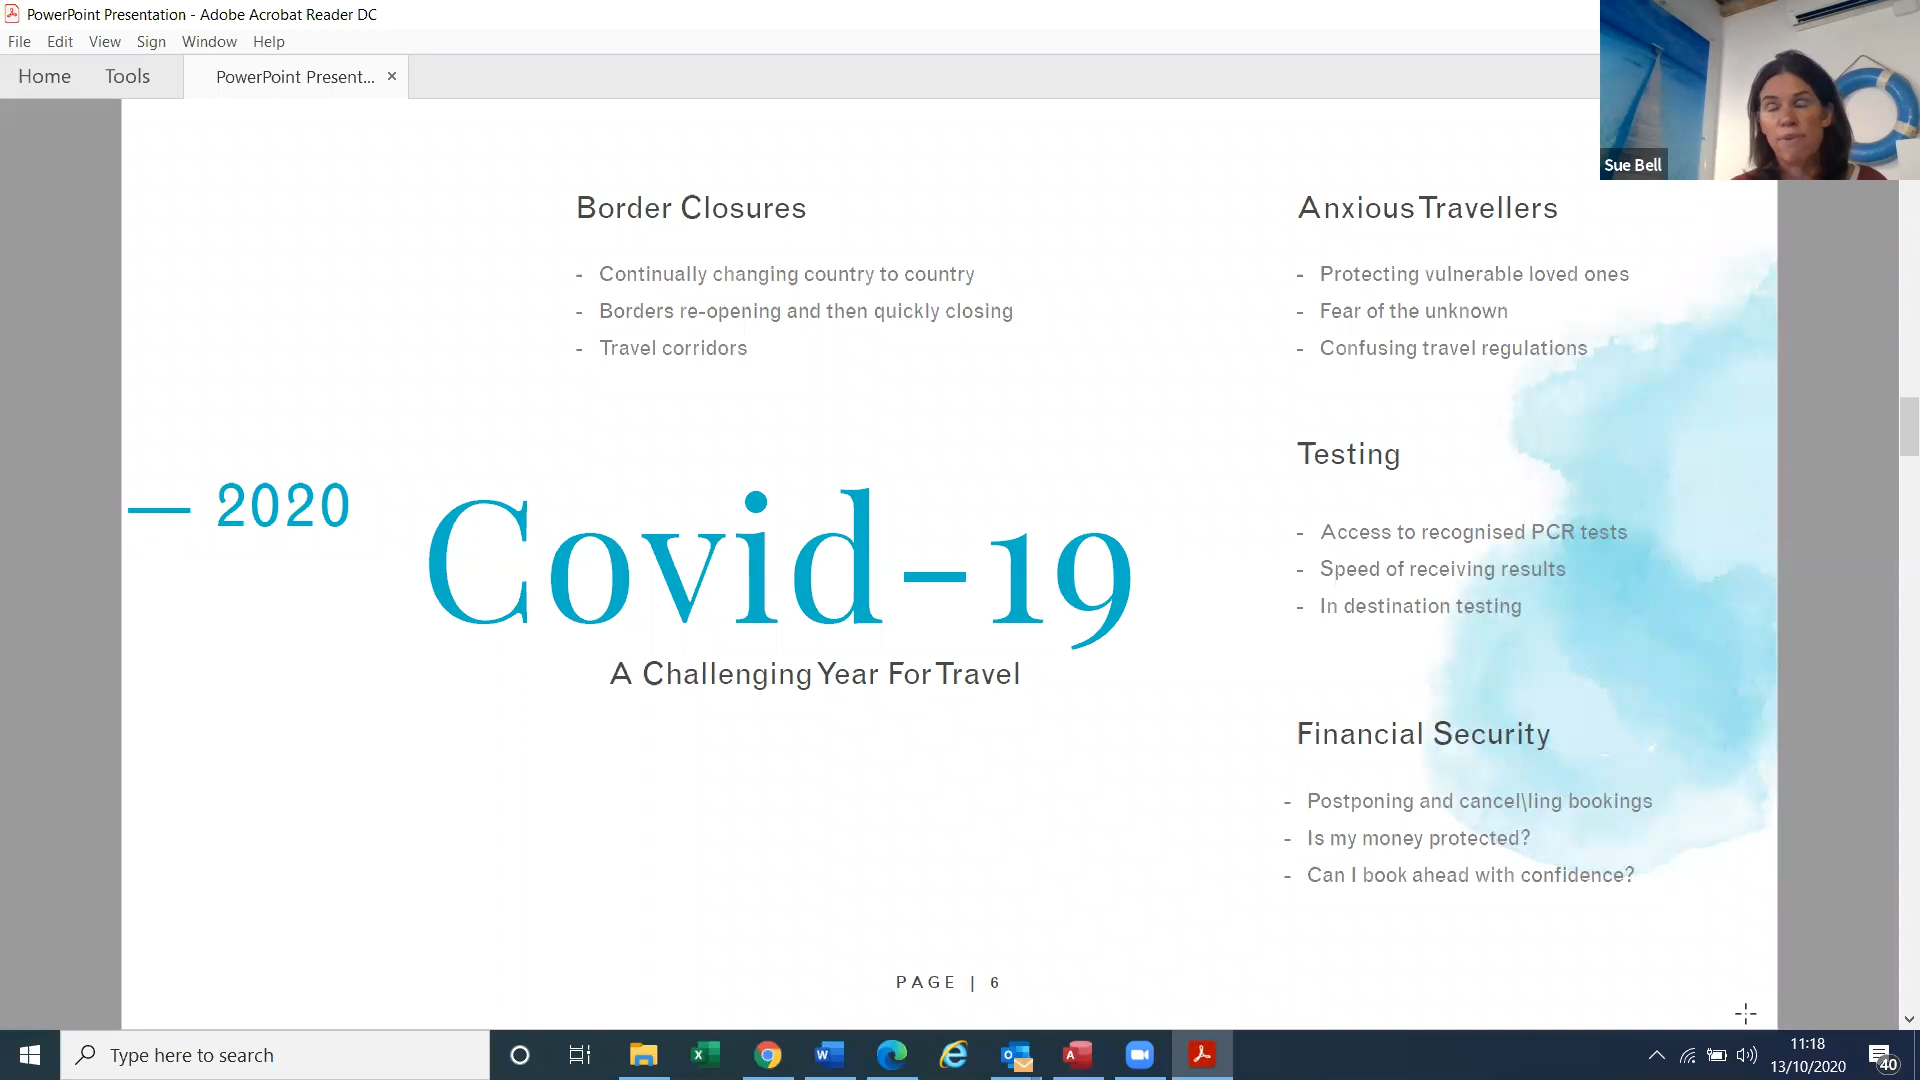 PowerPoint Presentation - Adobe Acrobat Reader DC
File Edit View Sign Window Help
Home Tools PowerPoint Present... ×
Sue Bell
Border Closures
- Continually changing country to country
- Borders re-opening and then quickly closing
- Travel corridors
Anxious Travellers
- Protecting vulnerable loved ones
- Fear of the unknown
- Confusing travel regulations
— 2020
Covid-19
A Challenging Year For Travel
Testing
- Access to recognised PCR tests
- Speed of receiving results
- In destination testing
Financial Security
- Postponing and cancel\ling bookings
- Is my money protected?
- Can I book ahead with confidence?
PAGE | 6
Type here to search
11:18
13/10/2020
40